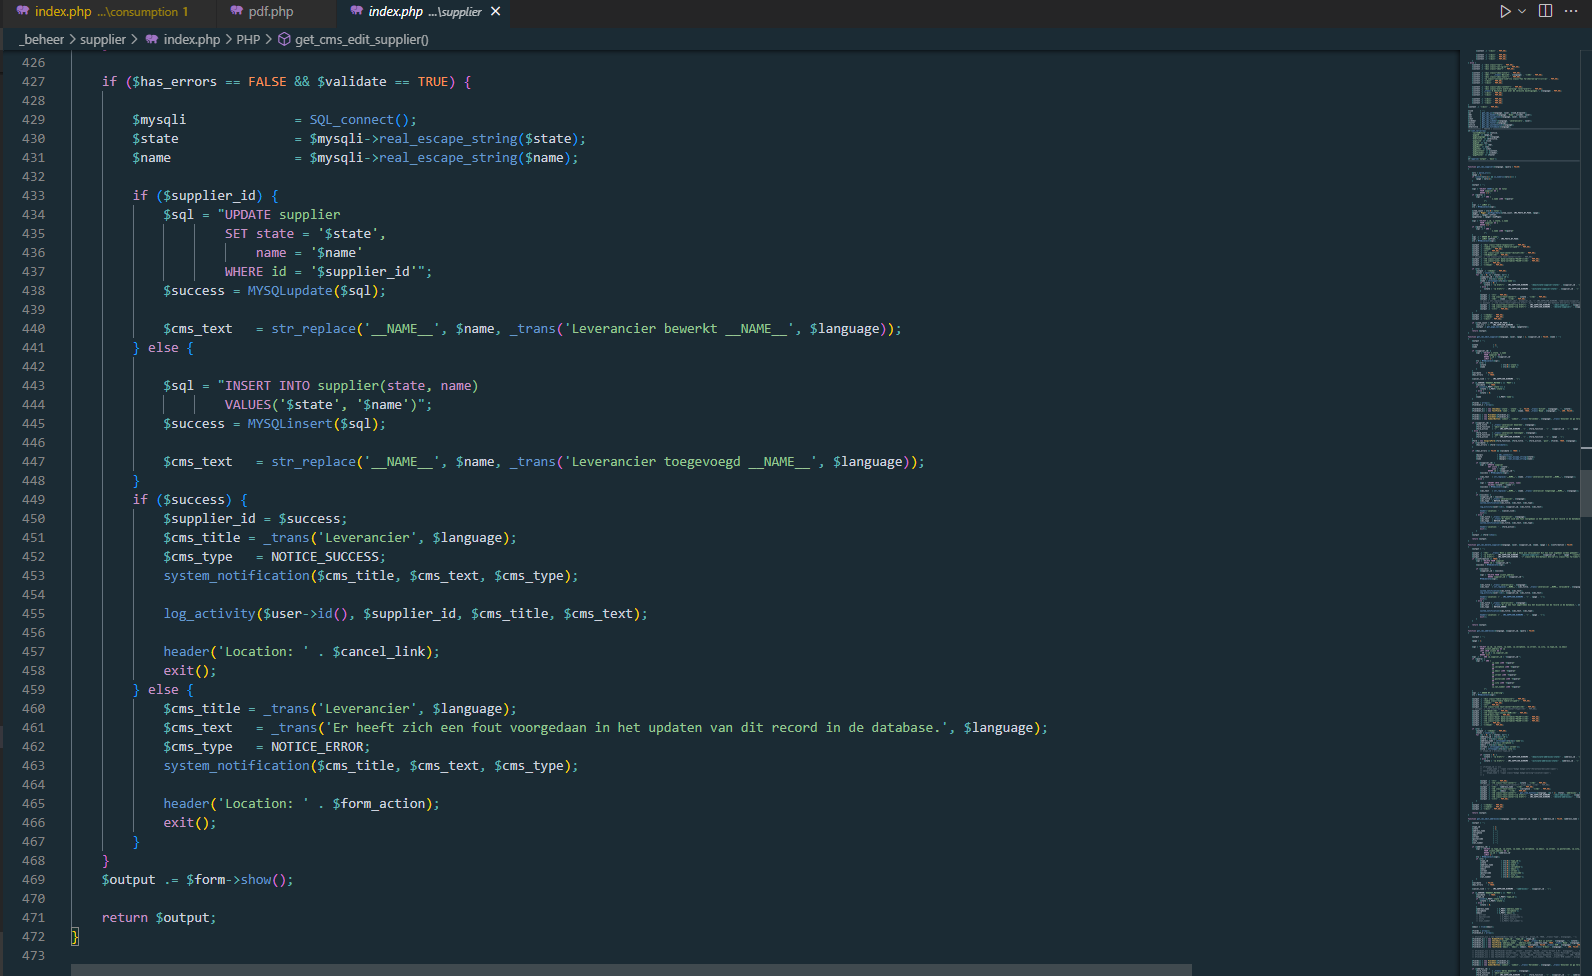 index.php ...\consumption 1 pdf.php index.php ...\supplier
_beheer > supplier > index.php > PHP > get_cms_edit_supplier()
426
427 if ($has_errors == FALSE && $validate == TRUE) {
428
429 $mysqli = SQL_connect();
430 $state = $mysqli->real_escape_string($state);
431 $name = $mysqli->real_escape_string($name);
432
433 if ($supplier_id) {
434 $sql = "UPDATE supplier
435 SET state = '$state',
436 name = '$name'
437 WHERE id = '$supplier_id'";
438 $success = MYSQLupdate($sql);
439
440 $cms_text = str_replace('__NAME__', $name, _trans('Leverancier bewerkt __NAME__', $language));
441 } else {
442
443 $sql = "INSERT INTO supplier(state, name)
444 VALUES('$state', '$name')";
445 $success = MYSQLinsert($sql);
446
447 $cms_text = str_replace('__NAME__', $name, _trans('Leverancier toegevoegd __NAME__', $language));
448 }
449 if ($success) {
450 $supplier_id = $success;
451 $cms_title = _trans('Leverancier', $language);
452 $cms_type = NOTICE_SUCCESS;
453 system_notification($cms_title, $cms_text, $cms_type);
454
455 log_activity($user->id(), $supplier_id, $cms_title, $cms_text);
456
457 header('Location: ' . $cancel_link);
458 exit();
459 } else {
460 $cms_title = _trans('Leverancier', $language);
461 $cms_text = _trans('Er heeft zich een fout voorgedaan in het updaten van dit record in de database.', $language);
462 $cms_type = NOTICE_ERROR;
463 system_notification($cms_title, $cms_text, $cms_type);
464
465 header('Location: ' . $form_action);
466 exit();
467 }
468 }
469 $output .= $form->show();
470
471 return $output;
472 }
473